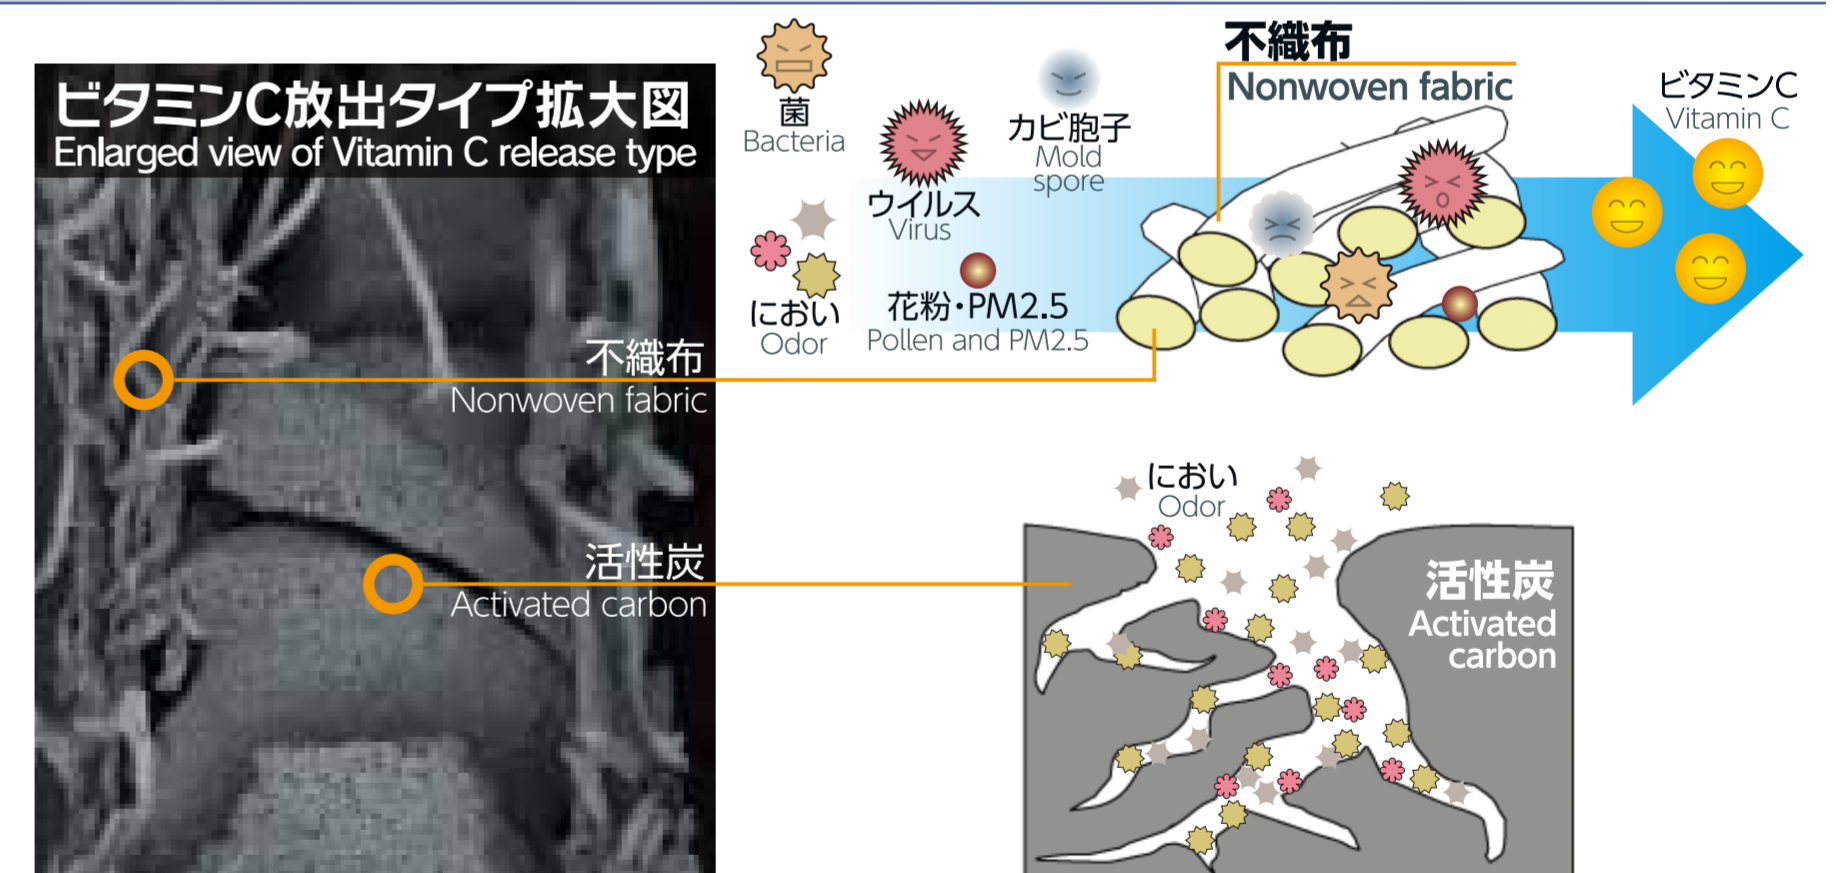 ビタミンC放出タイプ拡大図
Enlarged view of Vitamin C release type
不織布
Nonwoven fabric
活性炭
Activated carbon
菌
Bacteria
ウイルス
Virus
カビ胞子
Mold
spore
におい
Odor
花粉・PM2.5
Pollen and PM2.5
不織布
Nonwoven fabric
ビタミンC
Vitamin C
におい
Odor
活性炭
Activated
carbon